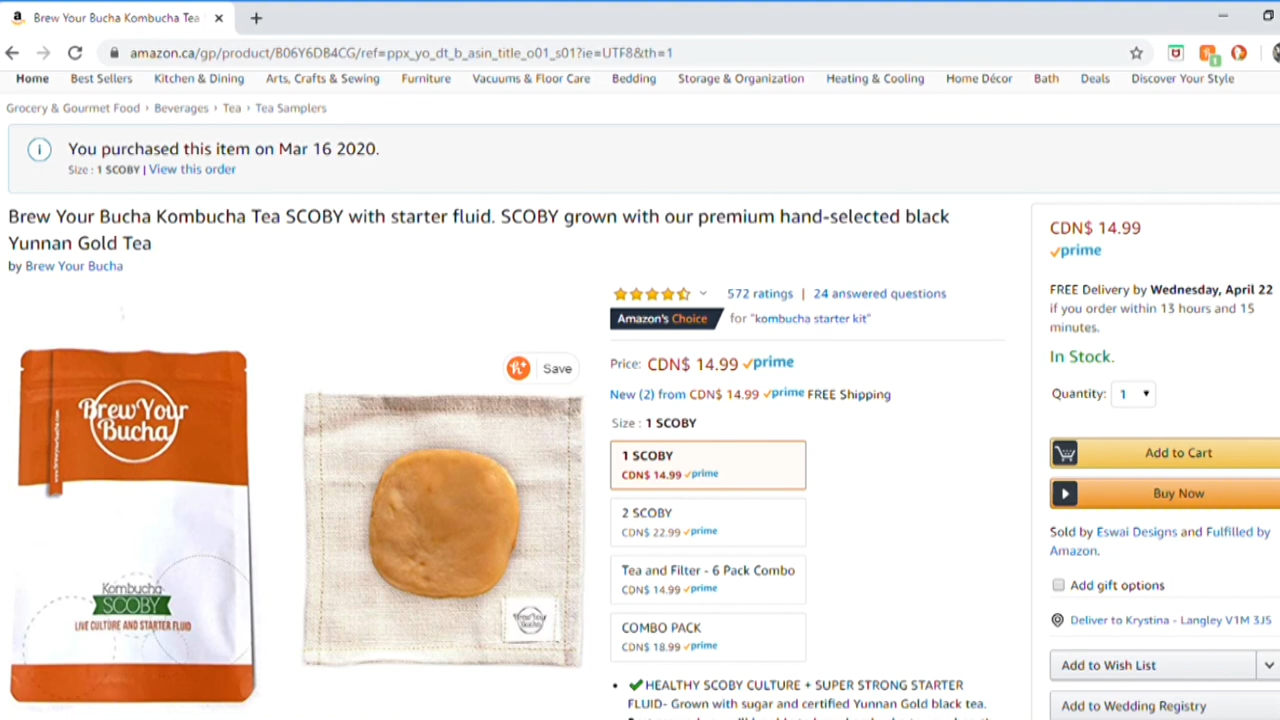 Brew Your Bucha Kombucha Tea
amazon.ca/gp/product/B06Y6DB4CG/ref=ppx_yo_dt_b_asin_title_o01_s01?ie=UTF8&th=1
Home Best Sellers Kitchen & Dining Arts, Crafts & Sewing Furniture Vacuums & Floor Care Bedding Storage & Organization Heating & Cooling Home Décor Bath Deals Discover Your Style
Grocery & Gourmet Food › Beverages › Tea › Tea Samplers
You purchased this item on Mar 16 2020.
Size : 1 SCOBY | View this order
Brew Your Bucha Kombucha Tea SCOBY with starter fluid. SCOBY grown with our premium hand-selected black
Yunnan Gold Tea
by Brew Your Bucha
572 ratings | 24 answered questions
Amazon's Choice for "kombucha starter kit"
Price: CDN$ 14.99 prime
New (2) from CDN$ 14.99 prime FREE Shipping
Size : 1 SCOBY
1 SCOBY
CDN$ 14.99 prime
2 SCOBY
CDN$ 22.99 prime
Tea and Filter - 6 Pack Combo
CDN$ 14.99 prime
COMBO PACK
CDN$ 18.99 prime
• HEALTHY SCOBY CULTURE + SUPER STRONG STARTER
FLUID- Grown with sugar and certified Yunnan Gold black tea.
Save
Brew Your
Bucha
Kombucha
SCOBY
LIVE CULTURE AND STARTER FLUID
Brew Your
Bucha
CDN$ 14.99
prime
FREE Delivery by Wednesday, April 22
if you order within 13 hours and 15
minutes.
In Stock.
Quantity: 1
Add to Cart
Buy Now
Sold by Eswai Designs and Fulfilled by
Amazon.
Add gift options
Deliver to Krystina - Langley V1M 3J5
Add to Wish List
Add to Wedding Registry